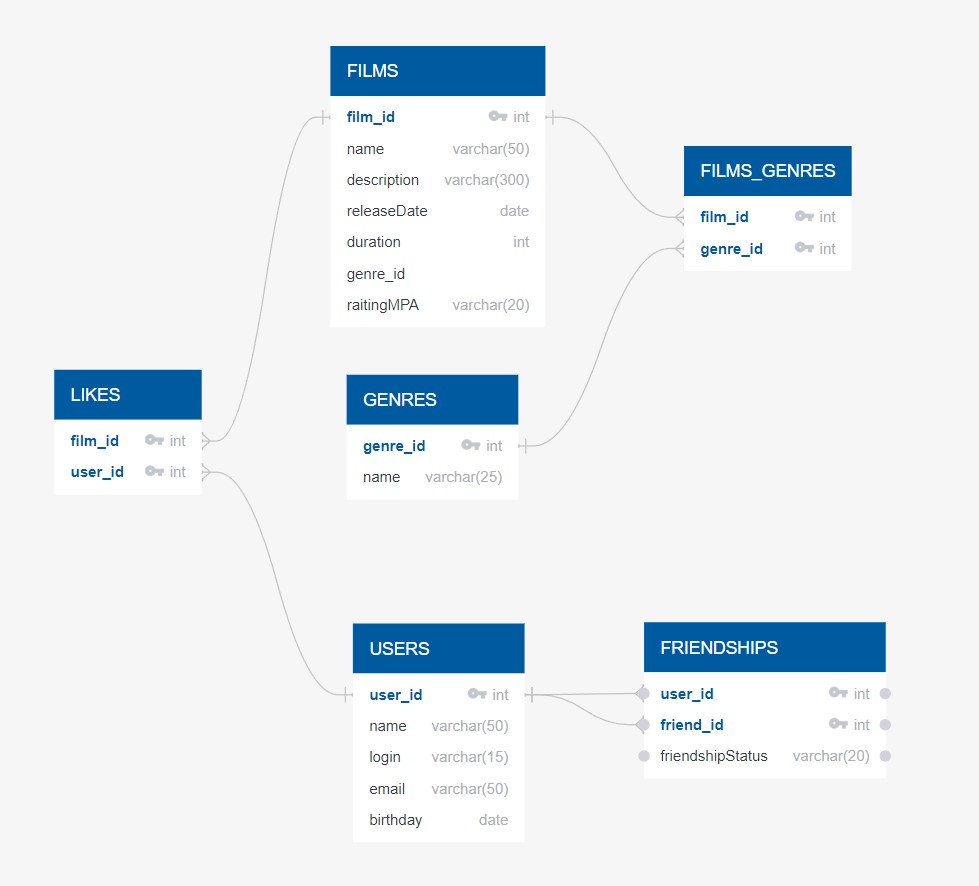 FILMS
film_id int
name varchar(50)
description varchar(300)
releaseDate date
duration int
genre_id
raitingMPA varchar(20)
FILMS_GENRES
film_id int
genre_id int
LIKES
film_id int
user_id int
GENRES
genre_id int
name varchar(25)
USERS
user_id int
name varchar(50)
login varchar(15)
email varchar(50)
birthday date
FRIENDSHIPS
user_id int
friend_id int
friendshipStatus varchar(20)